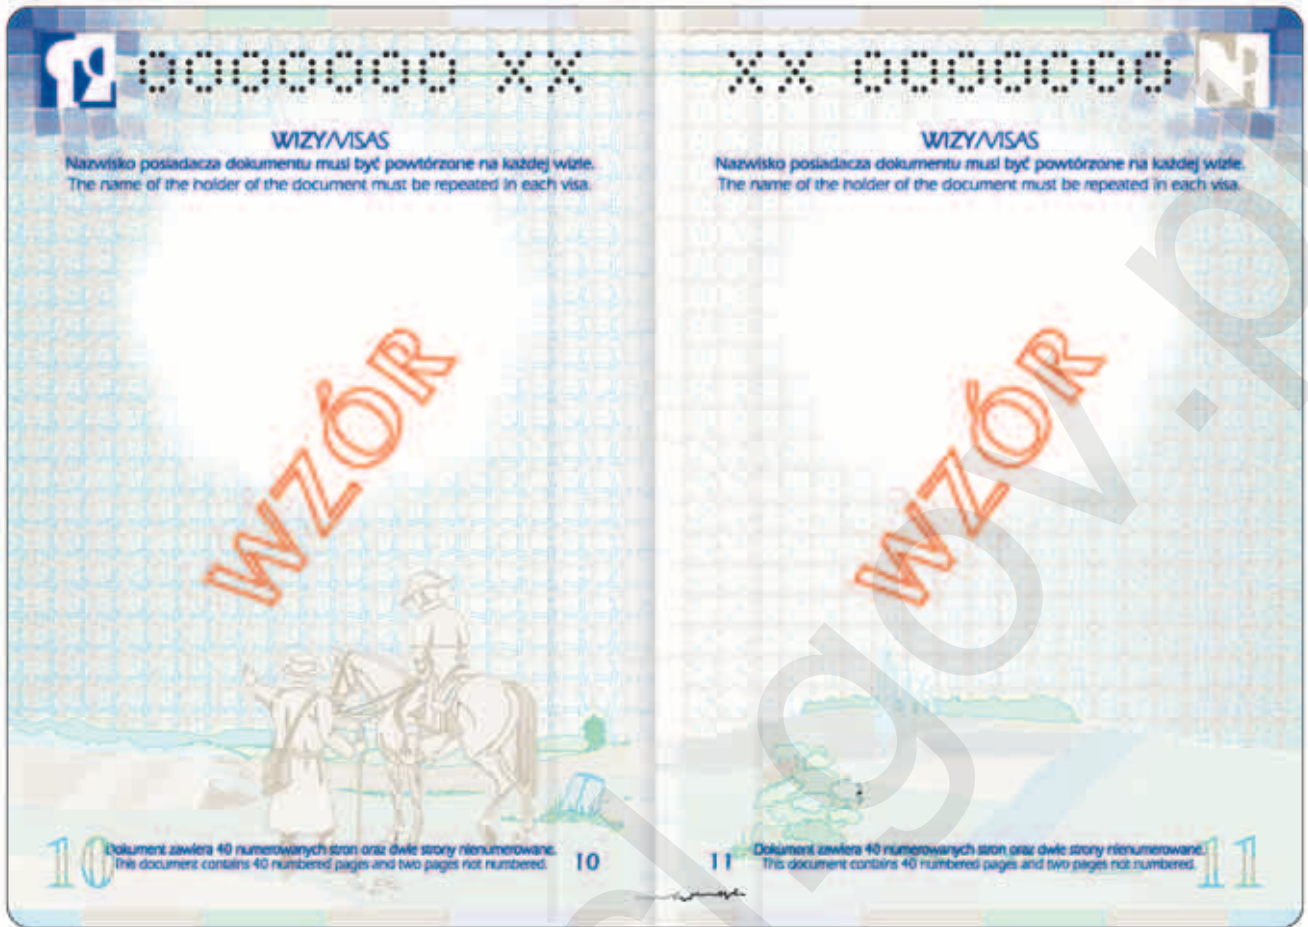 0000000 XX
WIZY/VISAS
Nazwisko posiadacza dokumentu musi być powtórzone na każdej wizie.
The name of the holder of the document must be repeated in each visa.
WZÓR
10
Dokument zawiera 40 numerowanych stron oraz dwie strony nienumerowane.
This document contains 40 numbered pages and two pages not numbered.
10
XX 0000000
WIZY/VISAS
Nazwisko posiadacza dokumentu musi być powtórzone na każdej wizie.
The name of the holder of the document must be repeated in each visa.
WZÓR
11
Dokument zawiera 40 numerowanych stron oraz dwie strony nienumerowane.
This document contains 40 numbered pages and two pages not numbered.
11
gov.p